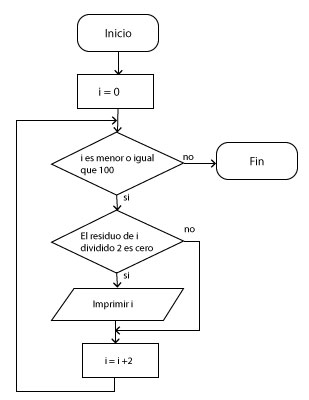 Inicio
i = 0
i es menor o igual
que 100
no
Fin
si
El residuo de i
dividido 2 es cero
no
si
Imprimir i
i = i +2